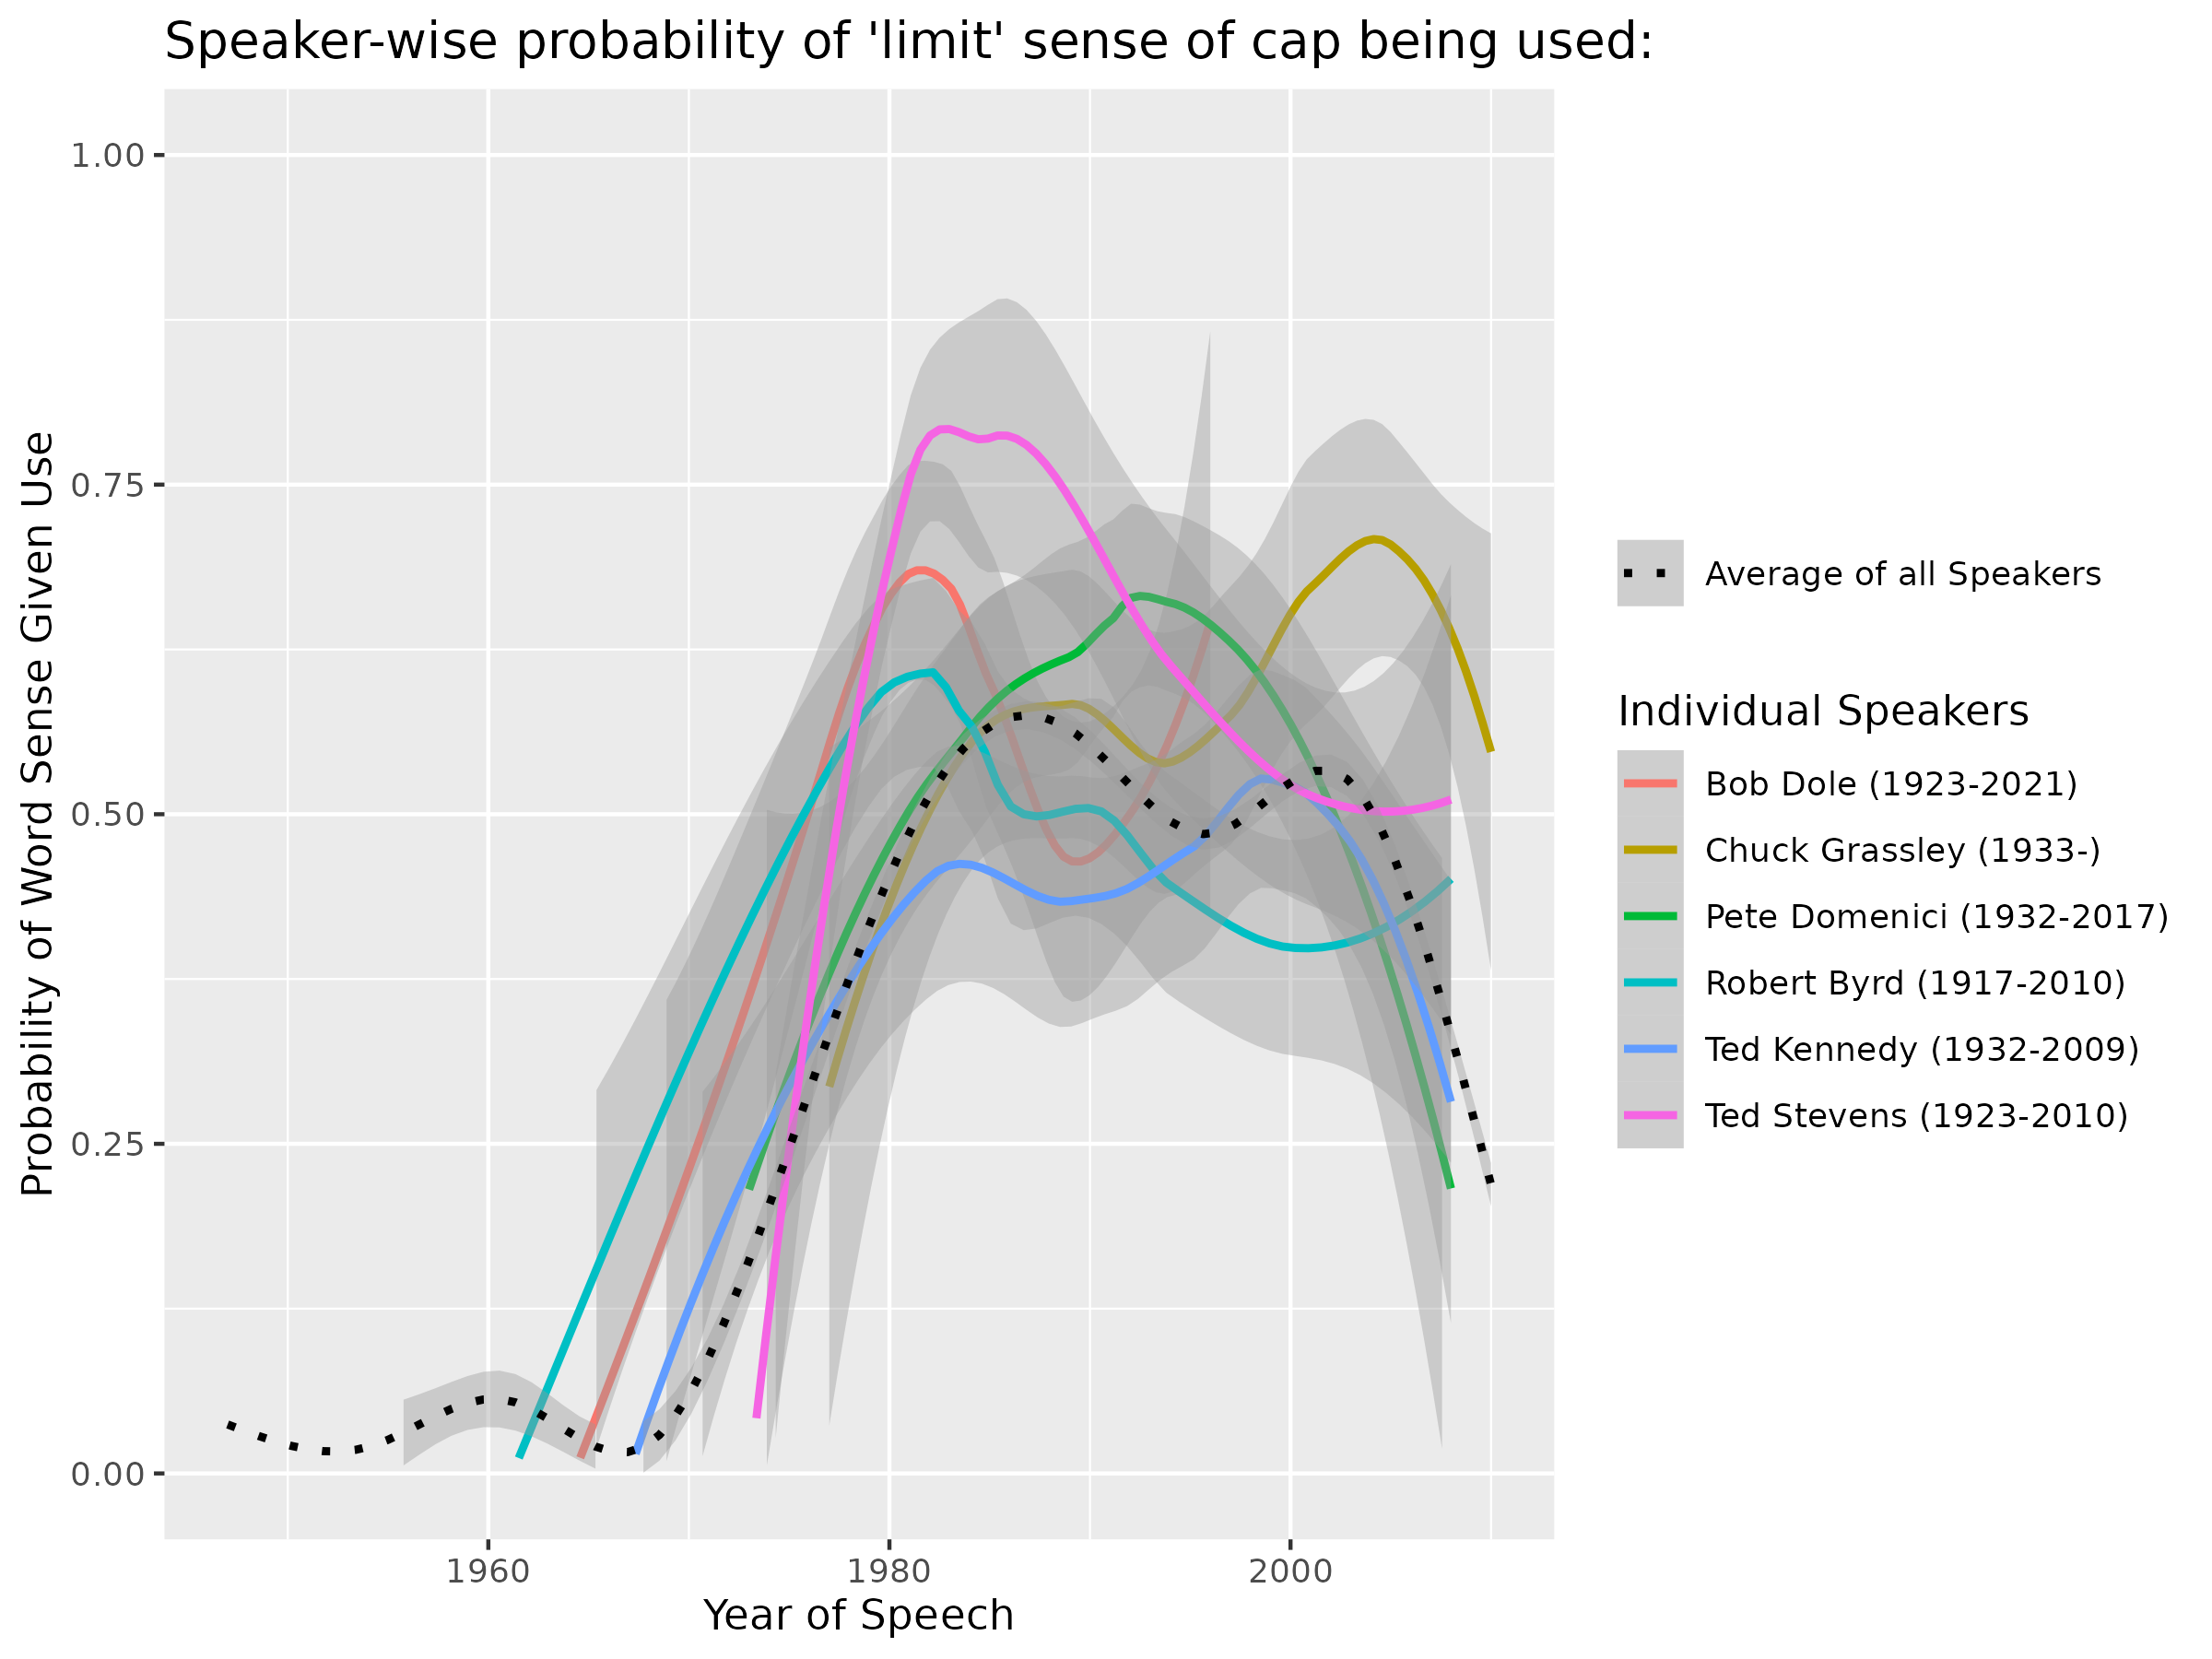 Speaker-wise probability of 'limit' sense of cap being used:
Probability of Word Sense Given Use
1.00
0.75
0.50
0.25
0.00
1960
1980
2000
Year of Speech
Average of all Speakers
Individual Speakers
Bob Dole (1923-2021)
Chuck Grassley (1933-)
Pete Domenici (1932-2017)
Robert Byrd (1917-2010)
Ted Kennedy (1932-2009)
Ted Stevens (1923-2010)